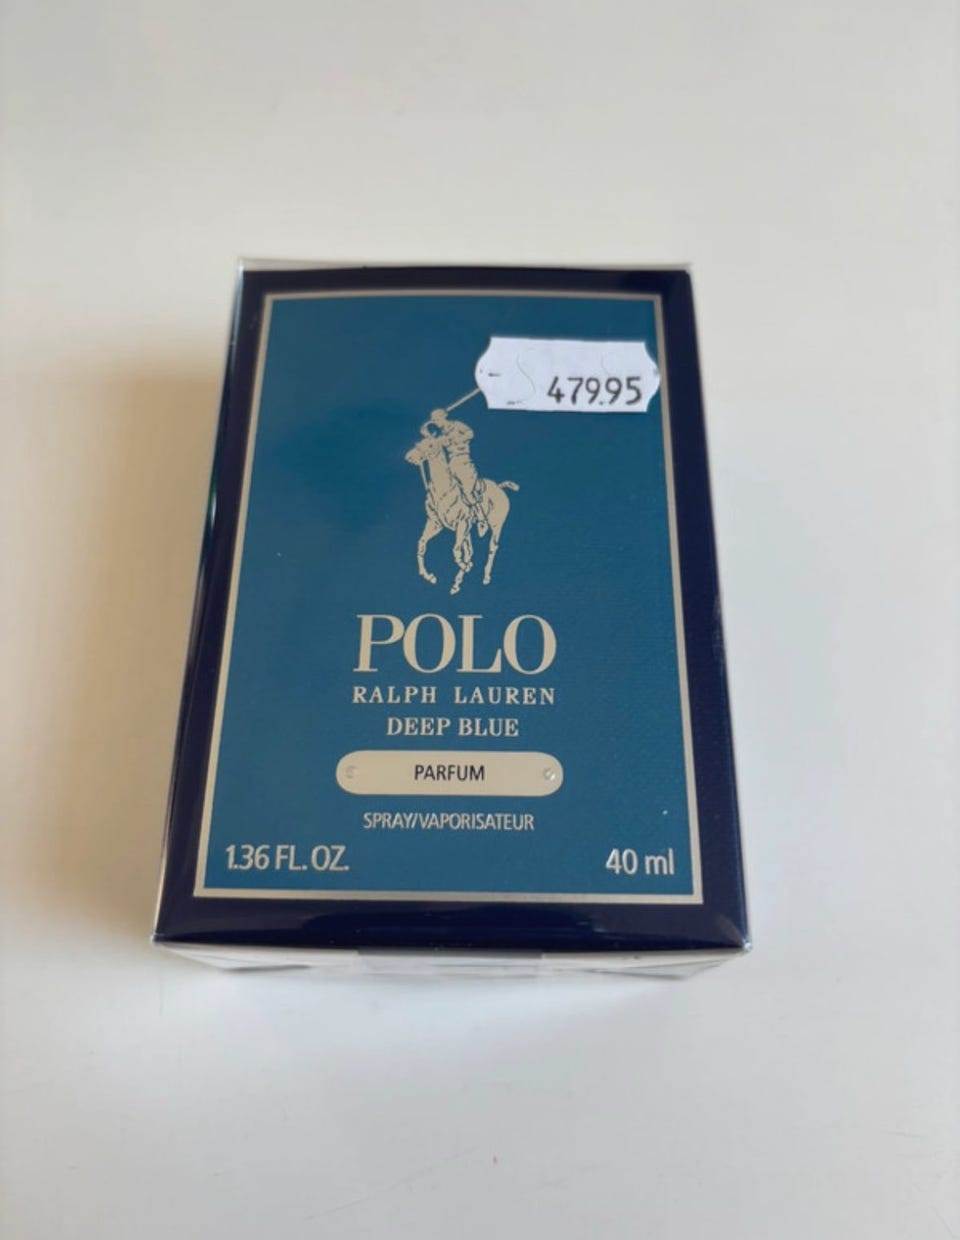 479.95
POLO
RALPH LAUREN
DEEP BLUE
PARFUM
SPRAY/VAPORISATEUR
1.36 FL. OZ. 40 ml